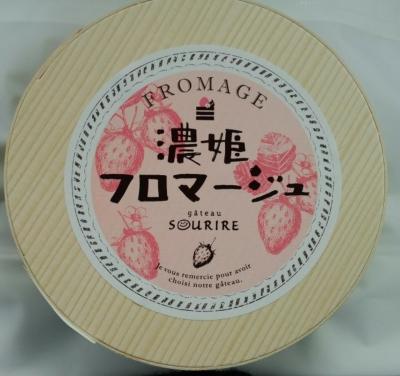 FROMAGE
濃姫
フロマージュ
gâteau
SOURIRE
Je vous remercie pour avoir
choisi notre gâteau.